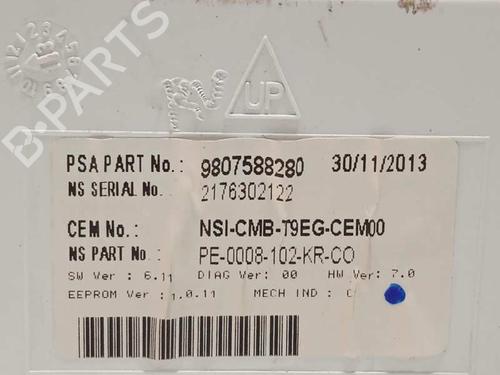 UP
B-PARTS
PSA PART No.: 9807588280 30/11/2013
NS SERIAL No. 2176302122
CEM No.: NSI-CMB-T9EG-CEM00
NS PART No.: PE-0008-102-KR-CO
SW Ver : 6.11 DIAG Ver: 00 HW Ver: 7.0
EEPROM Ver : 1.0.11 MECH IND : C